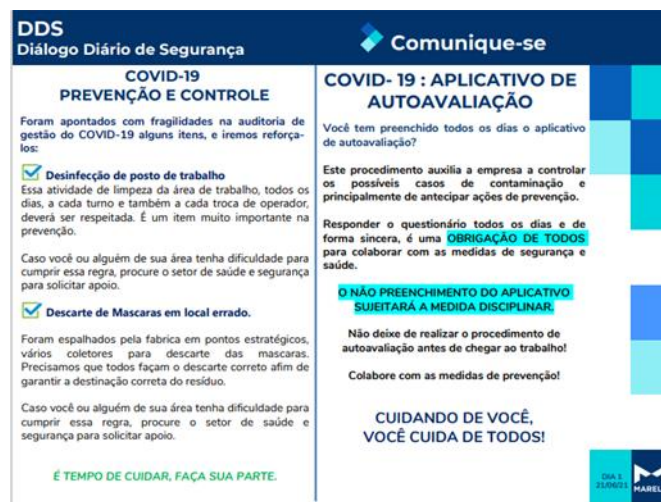 DDS
Diálogo Diário de Segurança
Comunique-se
COVID-19
PREVENÇÃO E CONTROLE
Foram apontados com fragilidades na auditoria de
gestão do COVID-19 alguns itens, e iremos reforça-
los:
Desinfecção de posto de trabalho
Essa atividade de limpeza da área de trabalho, todos os
dias, a cada turno e também a cada troca de operador,
deverá ser respeitada. É um item muito importante na
prevenção.
Caso você ou alguém de sua área tenha dificuldade para
cumprir essa regra, procure o setor de saúde e segurança
para solicitar apoio.
Descarte de Mascaras em local errado.
Foram espalhados pela fabrica em pontos estratégicos,
vários coletores para descarte das mascaras.
Precisamos que todos façam o descarte correto afim de
garantir a destinação correta do resíduo.
Caso você ou alguém de sua área tenha dificuldade para
cumprir essa regra, procure o setor de saúde e
segurança para solicitar apoio.
É TEMPO DE CUIDAR, FAÇA SUA PARTE.
COVID- 19 : APLICATIVO DE
AUTOAVALIAÇÃO
Você tem preenchido todos os dias o aplicativo
de autoavaliação?
Este procedimento auxilia a empresa a controlar
os possíveis casos de contaminação e
principalmente de antecipar ações de prevenção.
Responder o questionário todos os dias e de
forma sincera, é uma OBRIGAÇÃO DE TODOS
para colaborar com as medidas de segurança e
saúde.
O NÃO PREENCHIMENTO DO APLICATIVO
SUJEITARÁ A MEDIDA DISCIPLINAR.
Não deixe de realizar o procedimento de
autoavaliação antes de chegar ao trabalho!
Colabore com as medidas de prevenção!
CUIDANDO DE VOCÊ,
VOCÊ CUIDA DE TODOS!
DIA 1
21/06/21
MAREL